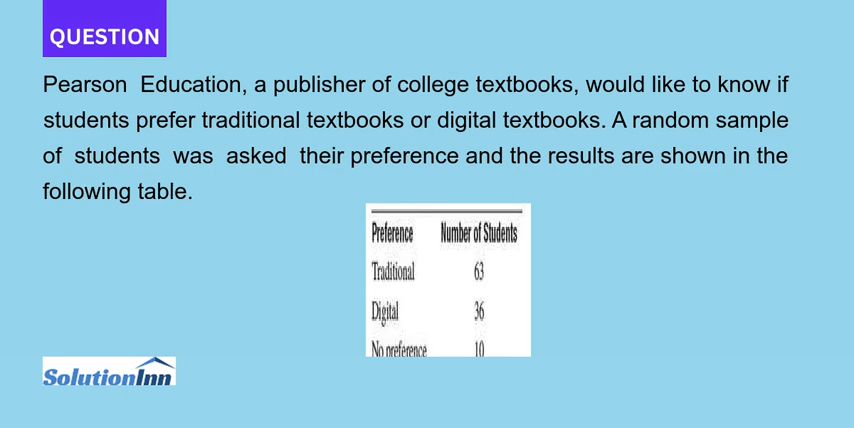 QUESTION
Pearson Education, a publisher of college textbooks, would like to know if
students prefer traditional textbooks or digital textbooks. A random sample
of students was asked their preference and the results are shown in the
following table.
Preference Number of Students
Traditional 63
Digital 36
No preference 10
SolutionInn